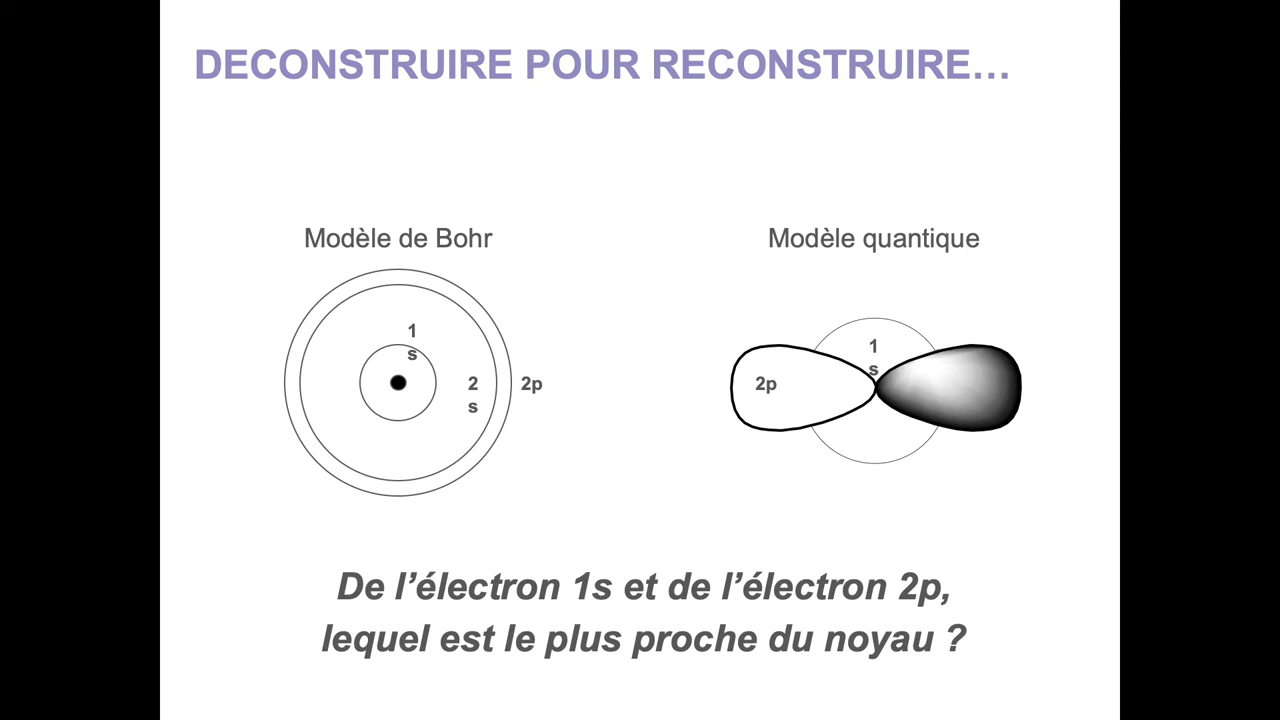 DECONSTRUIRE POUR RECONSTRUIRE…
Modèle de Bohr
1
s
2
s
2p
Modèle quantique
1
s
2p
De l’électron 1s et de l’électron 2p,
lequel est le plus proche du noyau ?